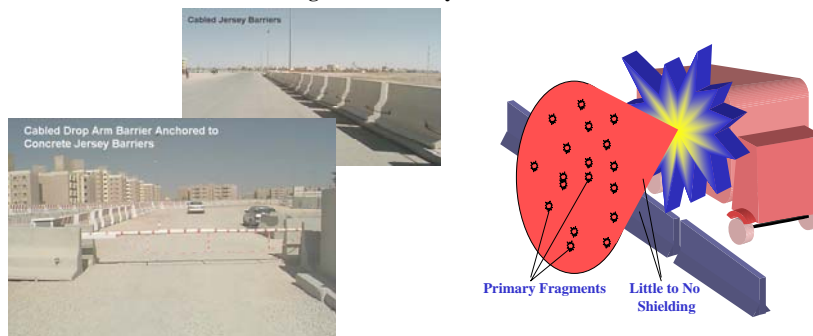 Cabled Jersey Barriers
Cabled Drop Arm Barrier Anchored to
Concrete Jersey Barriers
Primary Fragments
Little to No
Shielding